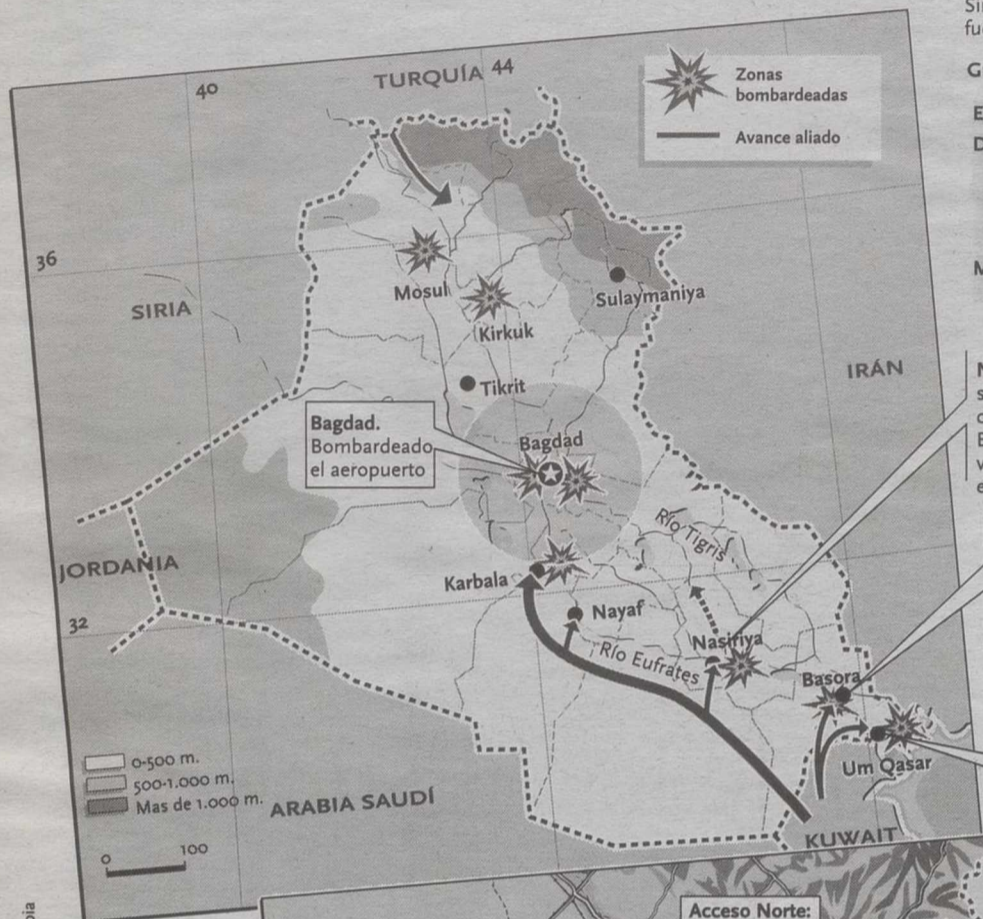 TURQUÍA
40
44
Zonas
bombardeadas
Avance aliado
36
SIRIA
Mosul
Kirkuk
Sulaymaniya
IRÁN
Tikrit
Bagdad.
Bombardeado
el aeropuerto
Bagdad
Río Tigris
JORDANIA
Karbala
Nayaf
32
Río Eufrates
Nasiriya
Basora
Um Qasar
0-500 m.
500-1.000 m.
Mas de 1.000 m.
ARABIA SAUDÍ
KUWAIT
0 100
Acceso Norte: